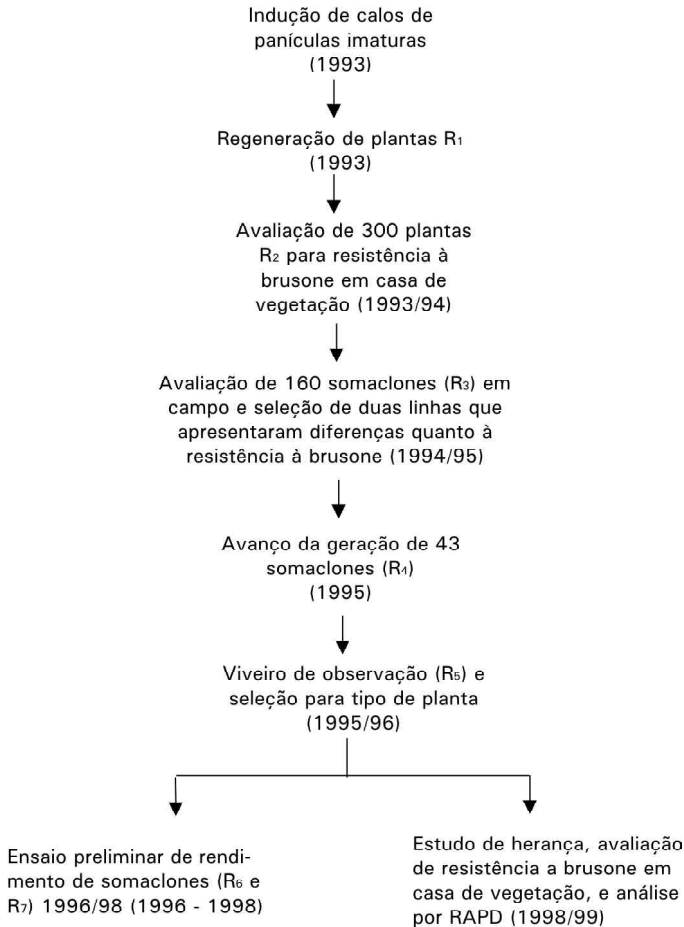 Indução de calos de
panículas imaturas
(1993)
Regeneração de plantas R₁
(1993)
Avaliação de 300 plantas
R₂ para resistência à
brusone em casa de
vegetação (1993/94)
Avaliação de 160 somaclones (R₃) em
campo e seleção de duas linhas que
apresentaram diferenças quanto à
resistência à brusone (1994/95)
Avanço da geração de 43
somaclones (R₄)
(1995)
Viveiro de observação (R₅) e
seleção para tipo de planta
(1995/96)
Ensaio preliminar de rendi-
mento de somaclones (R₆ e
R₇) 1996/98 (1996 - 1998)
Estudo de herança, avaliação
de resistência a brusone em
casa de vegetação, e análise
por RAPD (1998/99)